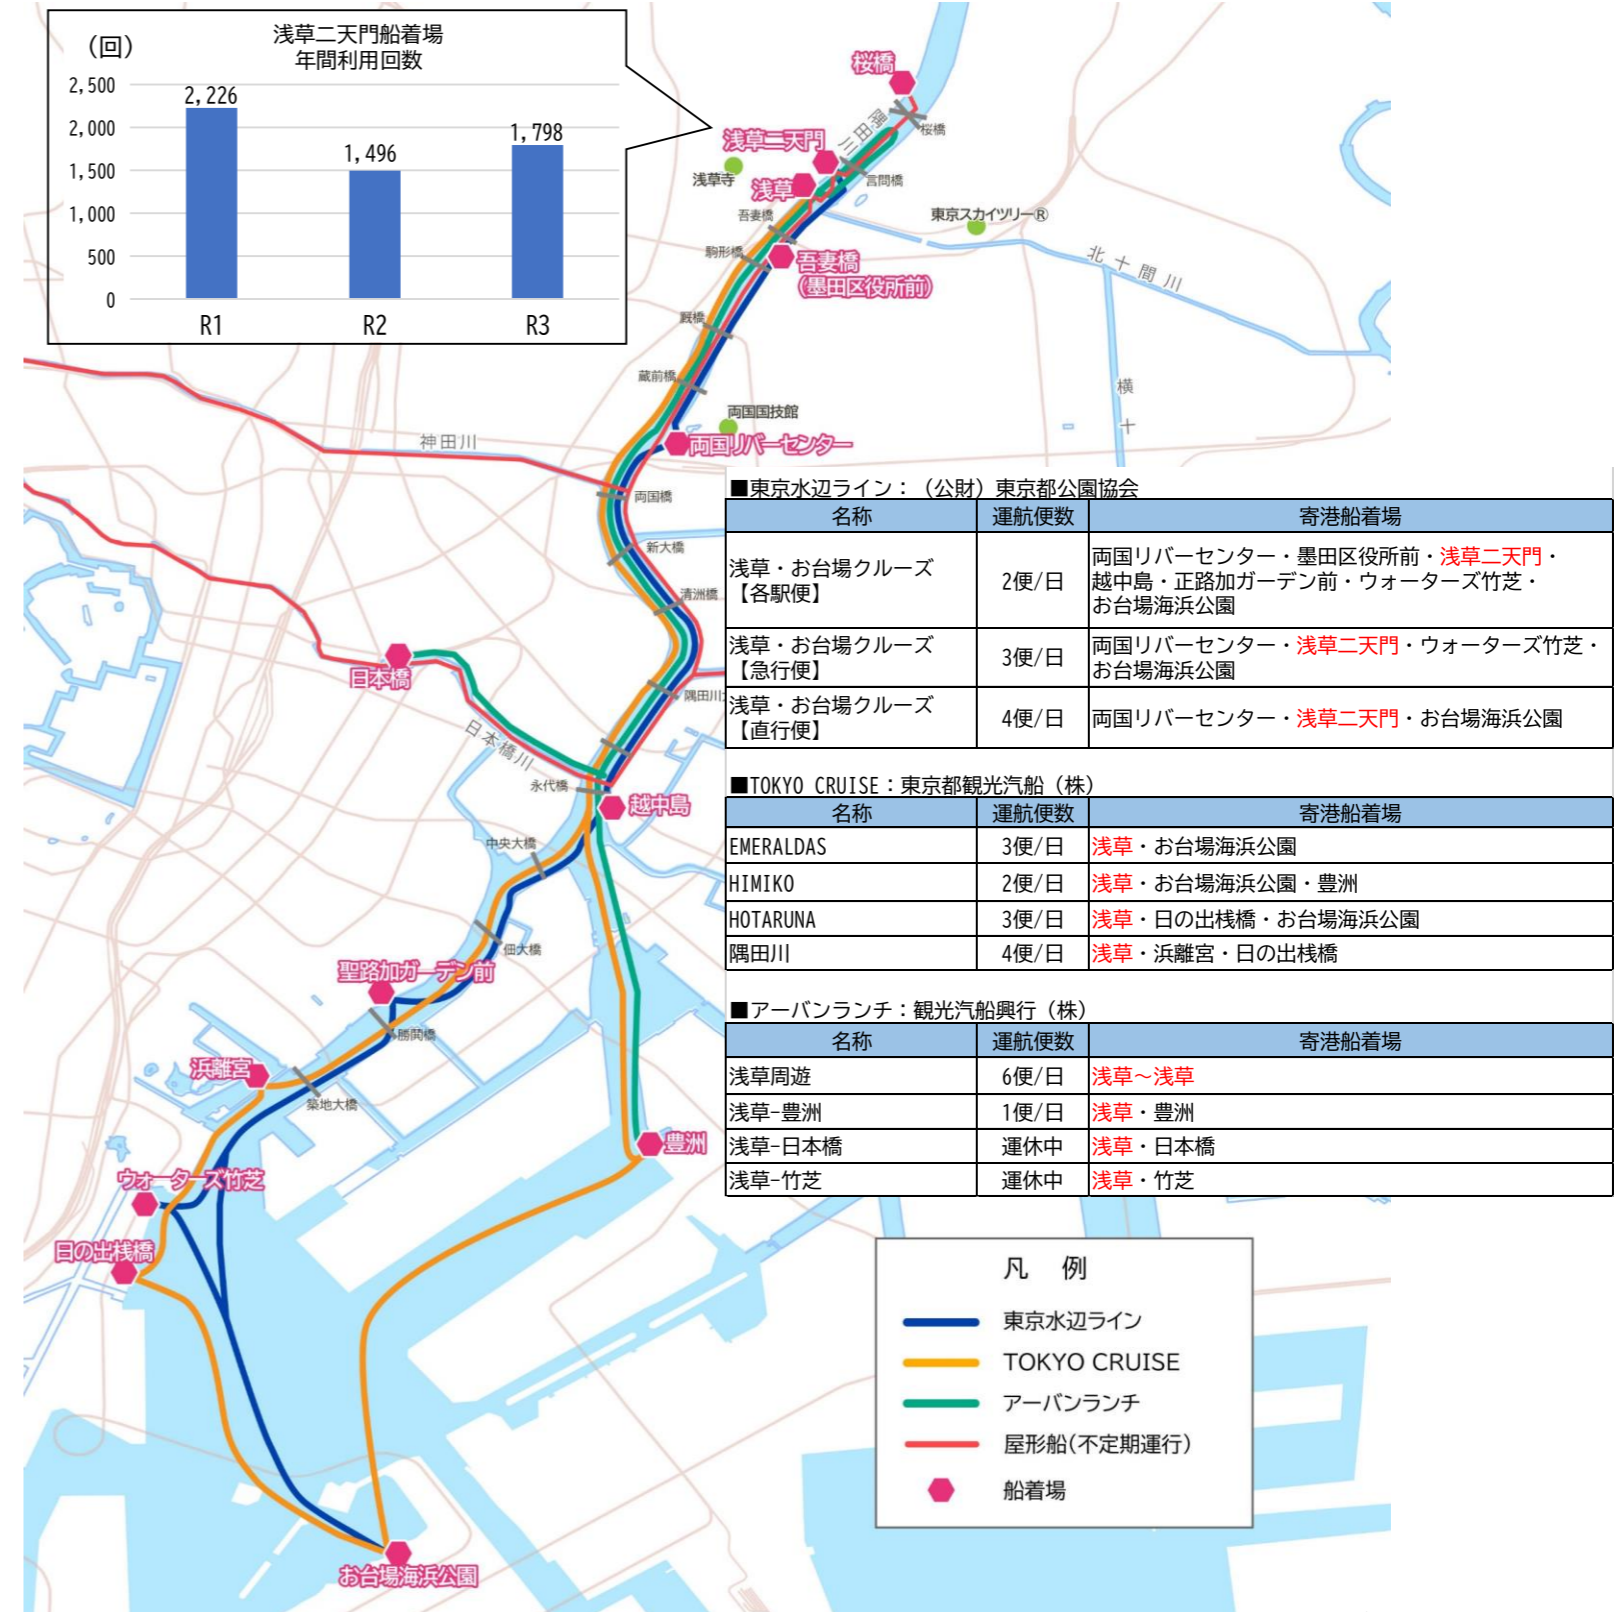 (回)
浅草二天門船着場
年間利用回数
2,500
2,000
1,500
1,000
500
0
2,226
1,496
1,798
R1
R2
R3
桜橋
隅田川
桜橋
浅草二天門
浅草寺
浅草
言問橋
吾妻橋
東京スカイツリー®
駒形橋
吾妻橋
(墨田区役所前)
北十間川
厩橋
蔵前橋
横十
両国国技館
神田川
両国リバーセンター
両国橋
新大橋
清洲橋
日本橋
隅田川
日本橋川
永代橋
越中島
中央大橋
佃大橋
聖路加ガーデン前
勝鬨橋
浜離宮
築地大橋
豊洲
ウォーターズ竹芝
日の出桟橋
お台場海浜公園
■東京水辺ライン：（公財）東京都公園協会
名称 運航便数 寄港船着場
浅草・お台場クルーズ
【各駅便】
2便/日
両国リバーセンター・墨田区役所前・浅草二天門・
越中島・正路加ガーデン前・ウォーターズ竹芝・
お台場海浜公園
浅草・お台場クルーズ
【急行便】
3便/日
両国リバーセンター・浅草二天門・ウォーターズ竹芝・
お台場海浜公園
浅草・お台場クルーズ
【直行便】
4便/日
両国リバーセンター・浅草二天門・お台場海浜公園
■TOKYO CRUISE：東京都観光汽船（株）
名称 運航便数 寄港船着場
EMERALDAS 3便/日 浅草・お台場海浜公園
HIMIKO 2便/日 浅草・お台場海浜公園・豊洲
HOTARUNA 3便/日 浅草・日の出桟橋・お台場海浜公園
隅田川 4便/日 浅草・浜離宮・日の出桟橋
■アーバンランチ：観光汽船興行（株）
名称 運航便数 寄港船着場
浅草周遊 6便/日 浅草～浅草
浅草-豊洲 1便/日 浅草・豊洲
浅草-日本橋 運休中 浅草・日本橋
浅草-竹芝 運休中 浅草・竹芝
凡例
東京水辺ライン
TOKYO CRUISE
アーバンランチ
屋形船(不定期運行)
船着場